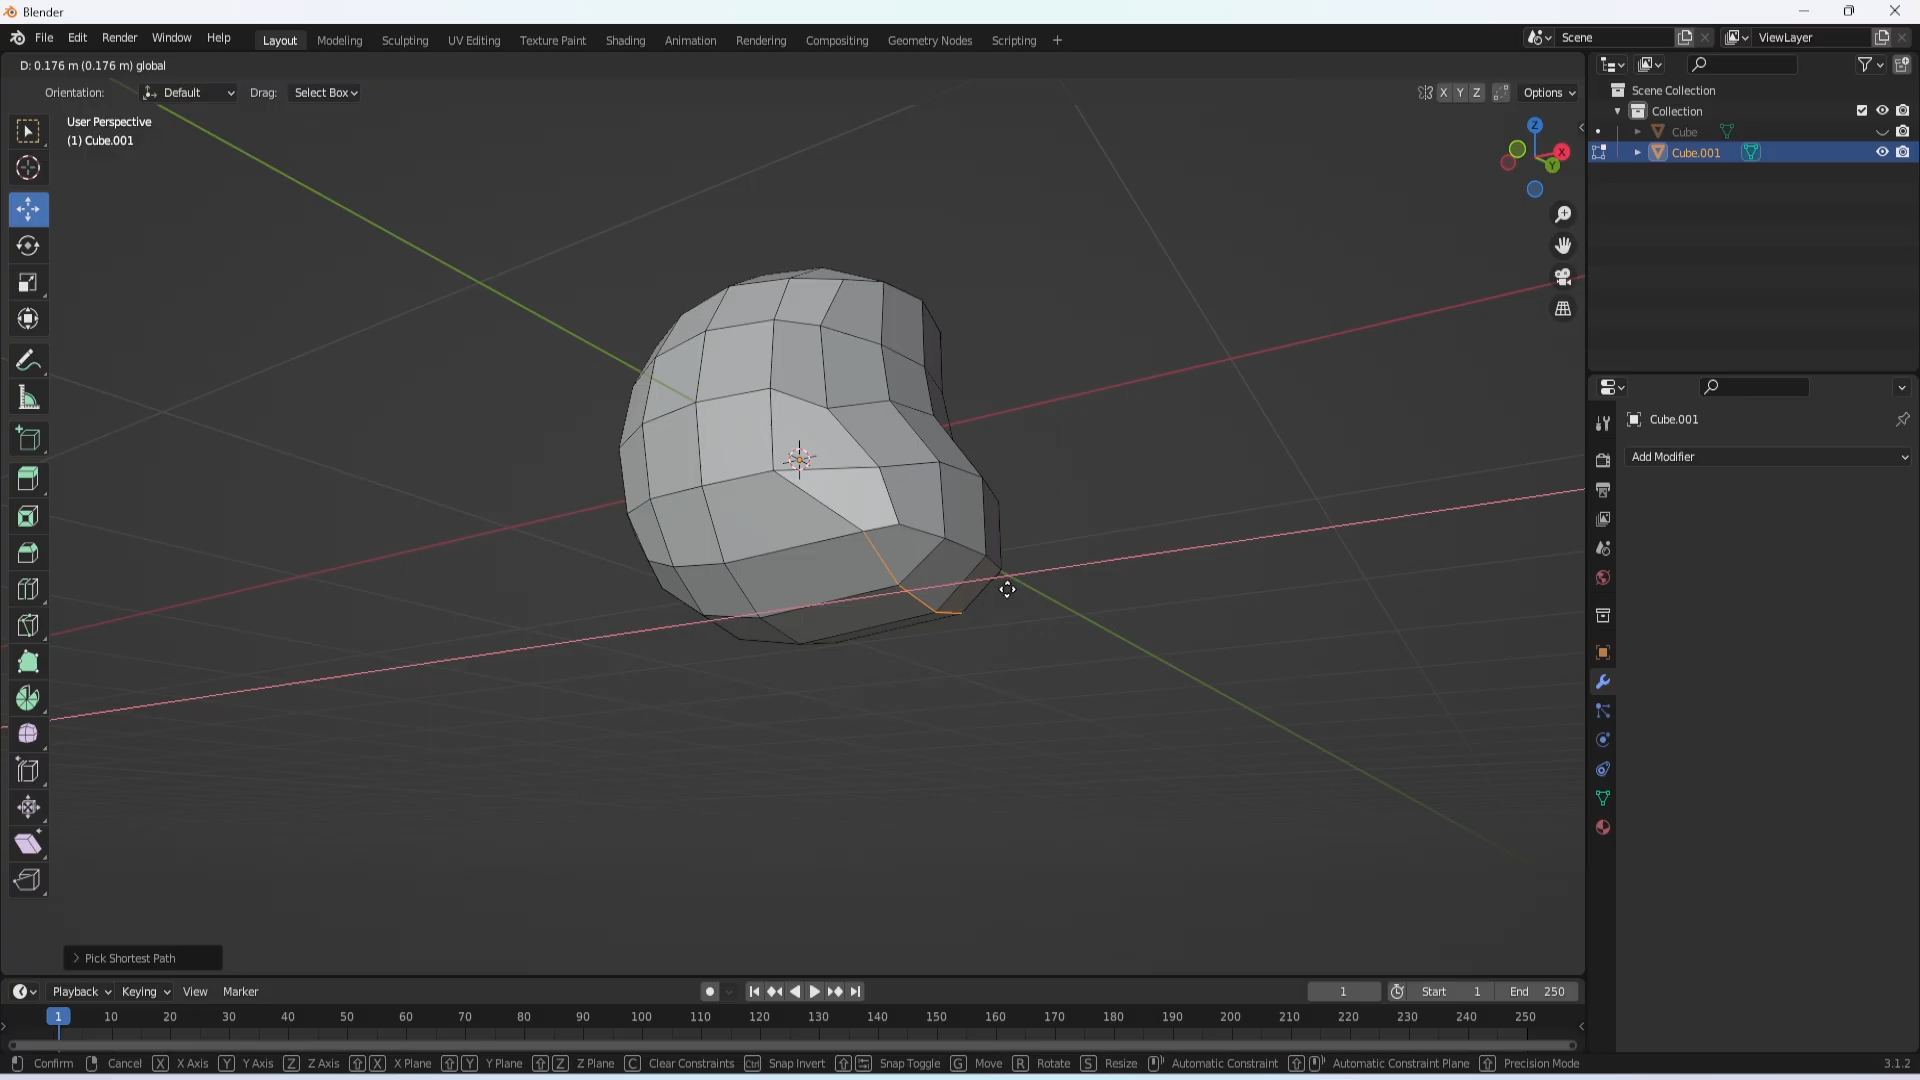 Blender
File Edit Render Window Help Layout Modeling Sculpting UV Editing Texture Paint Shading Animation Rendering Compositing Geometry Nodes Scripting + Scene ViewLayer
D: 0.176 m (0.176 m) global
Orientation: Default Drag: Select Box X Y Z Options
User Perspective
(1) Cube.001
Z
X
Y
Scene Collection
Collection
Cube
Cube.001
Cube.001
Add Modifier
> Pick Shortest Path
Playback Keying View Marker 1 Start 1 End 250
1 10 20 30 40 50 60 70 80 90 100 110 120 130 140 150 160 170 180 190 200 210 220 230 240 250
Confirm Cancel X X Axis Y Y Axis Z Z Axis X X Plane Y Y Plane Z Z Plane C Clear Constraints Ctrl Snap Invert Snap Toggle G Move R Rotate S Resize Automatic Constraint Automatic Constraint Plane Precision Mode 3.1.2